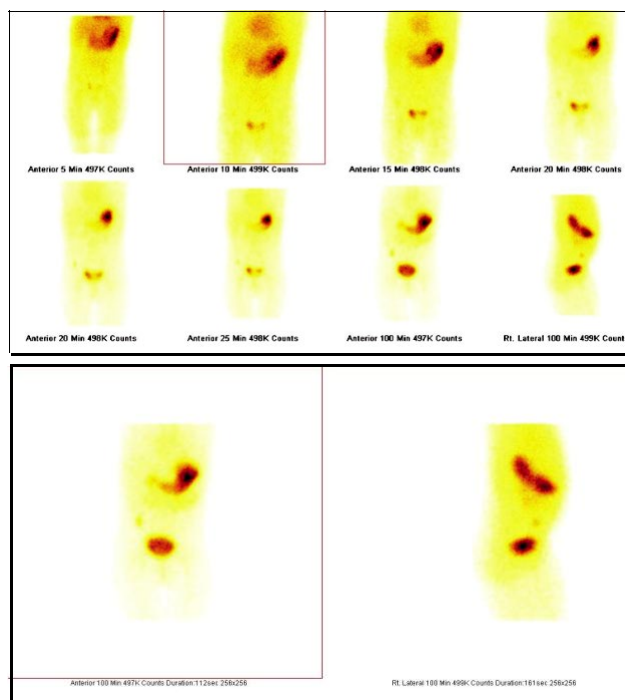 Anterior 5 Min 497K Counts
Anterior 10 Min 499K Counts
Anterior 15 Min 498K Counts
Anterior 20 Min 498K Counts
Anterior 20 Min 498K Counts
Anterior 25 Min 498K Counts
Anterior 100 Min 497K Counts
Rt. Lateral 100 Min 499K Count
Anterior 100 Min 497K Counts Duration:112sec 256x256
Rt. Lateral 100 Min 499K Counts Duration:161sec 256x256